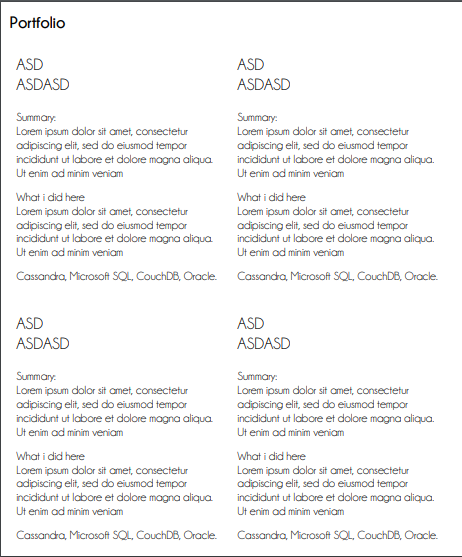 Portfolio
ASD
ASDASD
Summary:
Lorem ipsum dolor sit amet, consectetur
adipiscing elit, sed do eiusmod tempor
incididunt ut labore et dolore magna aliqua.
Ut enim ad minim veniam
What i did here
Lorem ipsum dolor sit amet, consectetur
adipiscing elit, sed do eiusmod tempor
incididunt ut labore et dolore magna aliqua.
Ut enim ad minim veniam
Cassandra, Microsoft SQL, CouchDB, Oracle.
ASD
ASDASD
Summary:
Lorem ipsum dolor sit amet, consectetur
adipiscing elit, sed do eiusmod tempor
incididunt ut labore et dolore magna aliqua.
Ut enim ad minim veniam
What i did here
Lorem ipsum dolor sit amet, consectetur
adipiscing elit, sed do eiusmod tempor
incididunt ut labore et dolore magna aliqua.
Ut enim ad minim veniam
Cassandra, Microsoft SQL, CouchDB, Oracle.
ASD
ASDASD
Summary:
Lorem ipsum dolor sit amet, consectetur
adipiscing elit, sed do eiusmod tempor
incididunt ut labore et dolore magna aliqua.
Ut enim ad minim veniam
What i did here
Lorem ipsum dolor sit amet, consectetur
adipiscing elit, sed do eiusmod tempor
incididunt ut labore et dolore magna aliqua.
Ut enim ad minim veniam
Cassandra, Microsoft SQL, CouchDB, Oracle.
ASD
ASDASD
Summary:
Lorem ipsum dolor sit amet, consectetur
adipiscing elit, sed do eiusmod tempor
incididunt ut labore et dolore magna aliqua.
Ut enim ad minim veniam
What i did here
Lorem ipsum dolor sit amet, consectetur
adipiscing elit, sed do eiusmod tempor
incididunt ut labore et dolore magna aliqua.
Ut enim ad minim veniam
Cassandra, Microsoft SQL, CouchDB, Oracle.